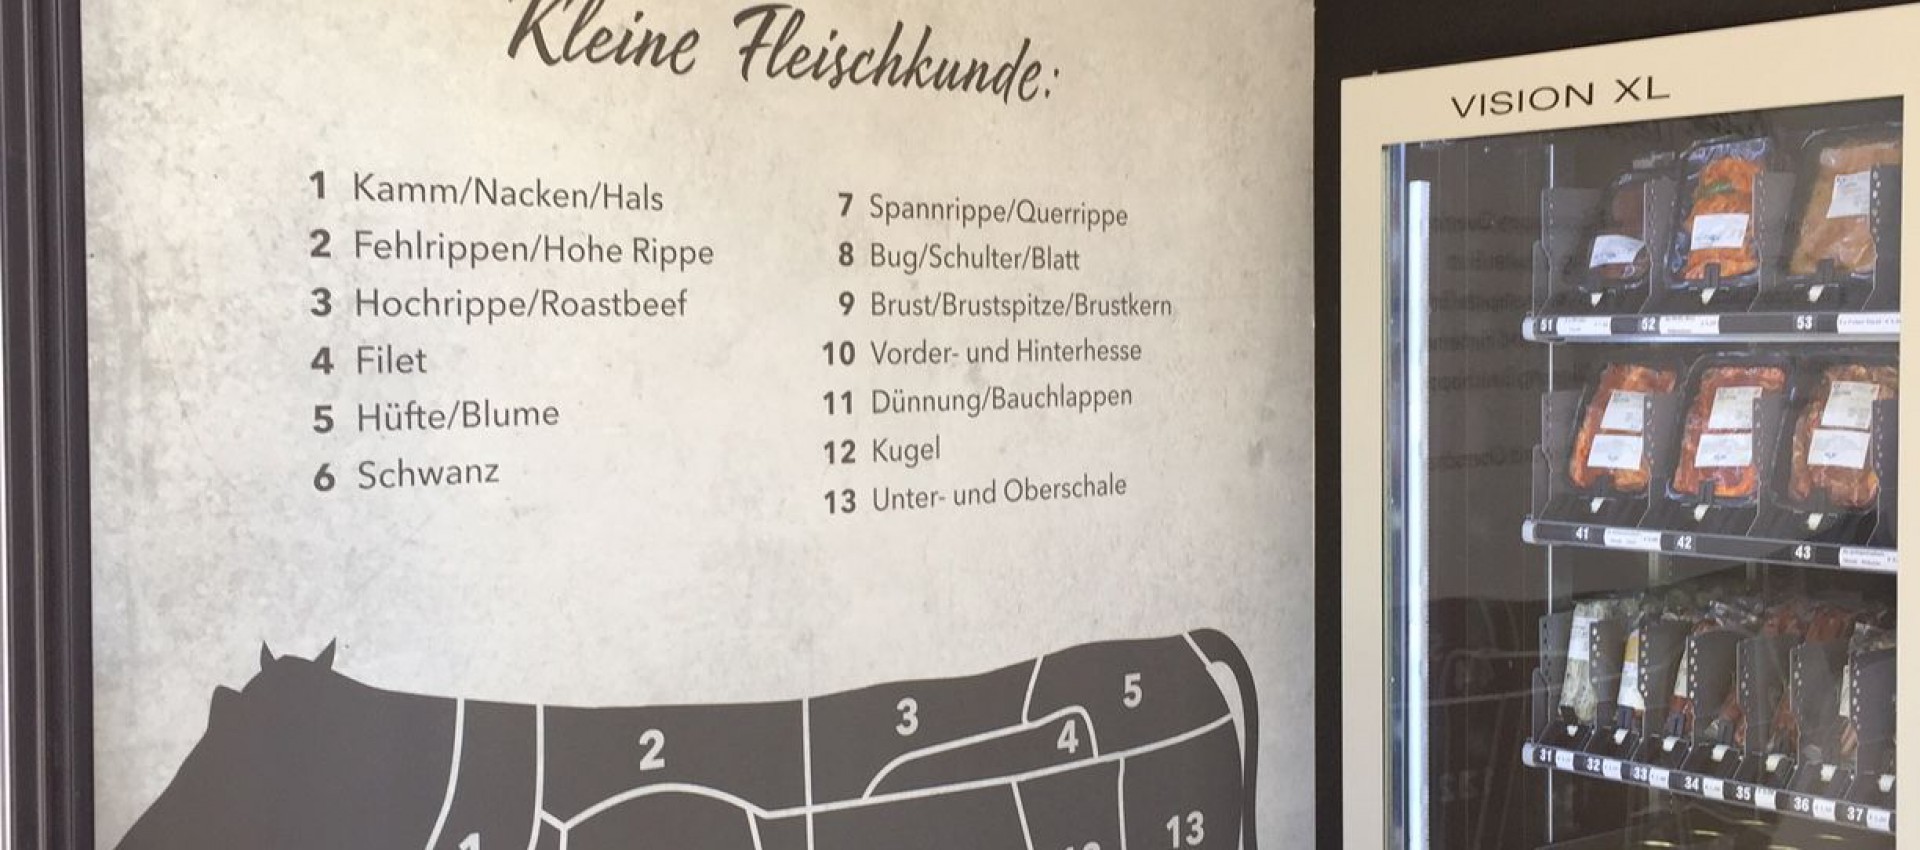 Kleine Fleischkunde:
1 Kamm/Nacken/Hals
2 Fehlrippen/Hohe Rippe
3 Hochrippe/Roastbeef
4 Filet
5 Hüfte/Blume
6 Schwanz
7 Spannrippe/Querrippe
8 Bug/Schulter/Blatt
9 Brust/Brustspitze/Brustkern
10 Vorder- und Hinterhesse
11 Dünnung/Bauchlappen
12 Kugel
13 Unter- und Oberschale
2
3
4
5
1
13
VISION XL
51 52 53
41 42 43
31 32 33 34 35 36 37